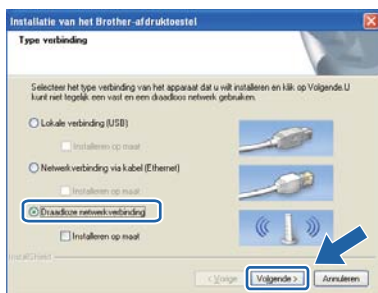 Installatie van het Brother-afdruktoestel
Type verbinding
Selecteer het type verbinding van het apparaat dat u wilt installeren en klik op Volgende.U
kunt niet tegelijk een vast en een draadloos netwerk gebruiken.
Lokale verbinding (USB)
Installeren op maat
Netwerkverbinding via kabel (Ethernet)
Installeren op maat
Draadloze netwerkverbinding
Installeren op maat
InstallShield
< Vorige
Volgende >
Annuleren